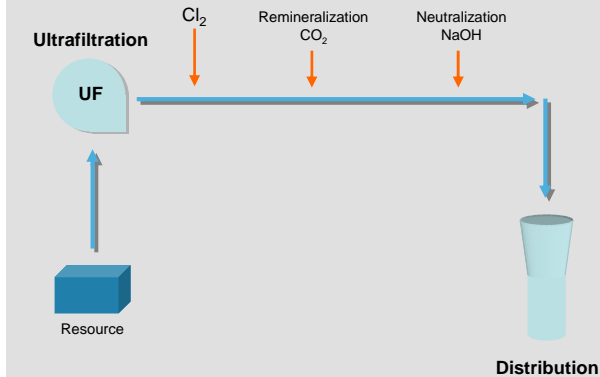 Ultrafiltration
UF
Cl₂
Remineralization
CO₂
Neutralization
NaOH
Resource
Distribution